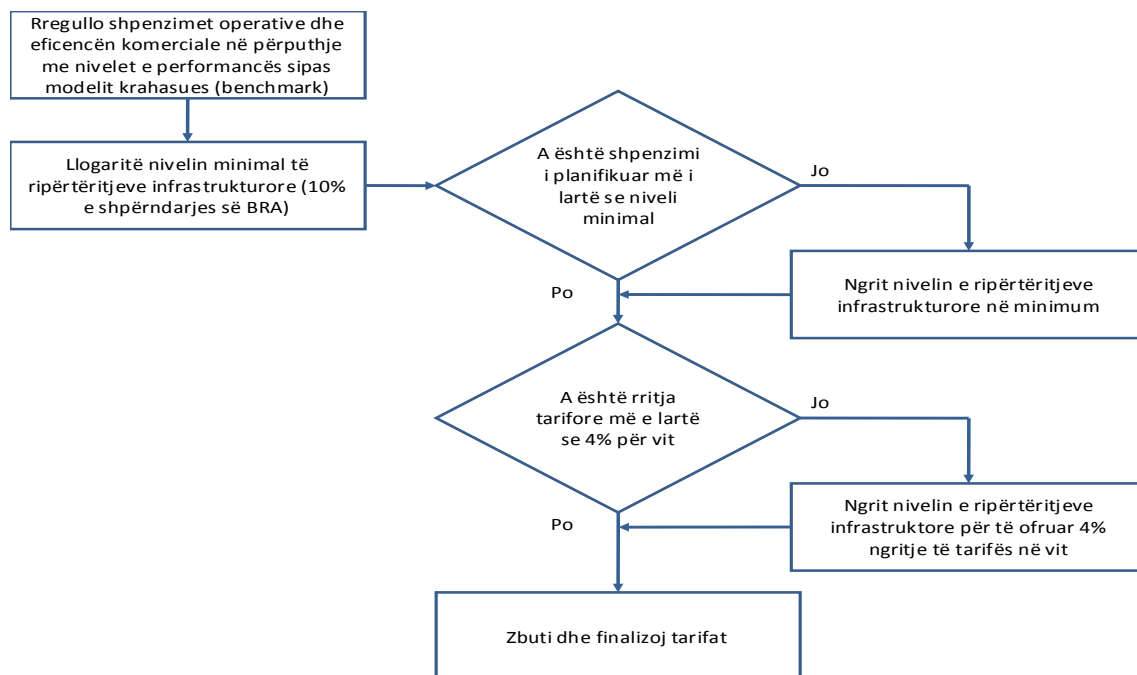 Rregullo shpenzimet operative dhe
eficencën komerciale në përputhje
me nivelet e performancës sipas
modelit krahasues (benchmark)
Llogaritë nivelin minimal të
ripërtëritjeve infrastrukturore (10%
e shpërndarjes së BRA)
A është shpenzimi
i planifikuar më i
lartë se niveli
minimal
Jo
Ngrit nivelin e ripërtëritjeve
infrastrukturore në minimum
Po
A është rritja
tarifore më e lartë
se 4% për vit
Jo
Ngrit nivelin e ripërtëritjeve
infrastruktore për të ofruar 4%
ngritje të tarifës në vit
Po
Zbuti dhe finalizoj tarifat